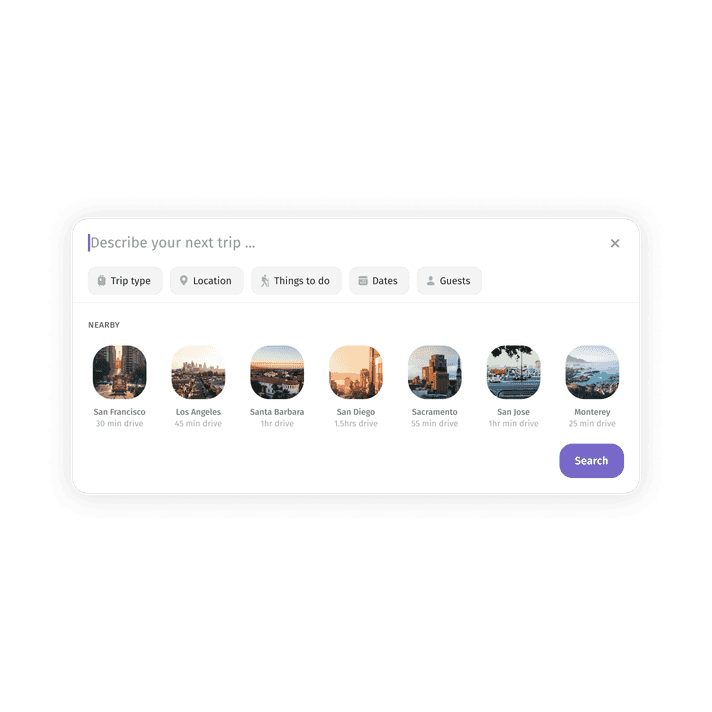 Describe your next trip ...
Trip type Location Things to do Dates Guests
NEARBY
San Francisco Los Angeles Santa Barbara San Diego Sacramento San Jose Monterey
30 min drive 45 min drive 1hr drive 1.5hrs drive 55 min drive 1hr min drive 25 min drive
Search